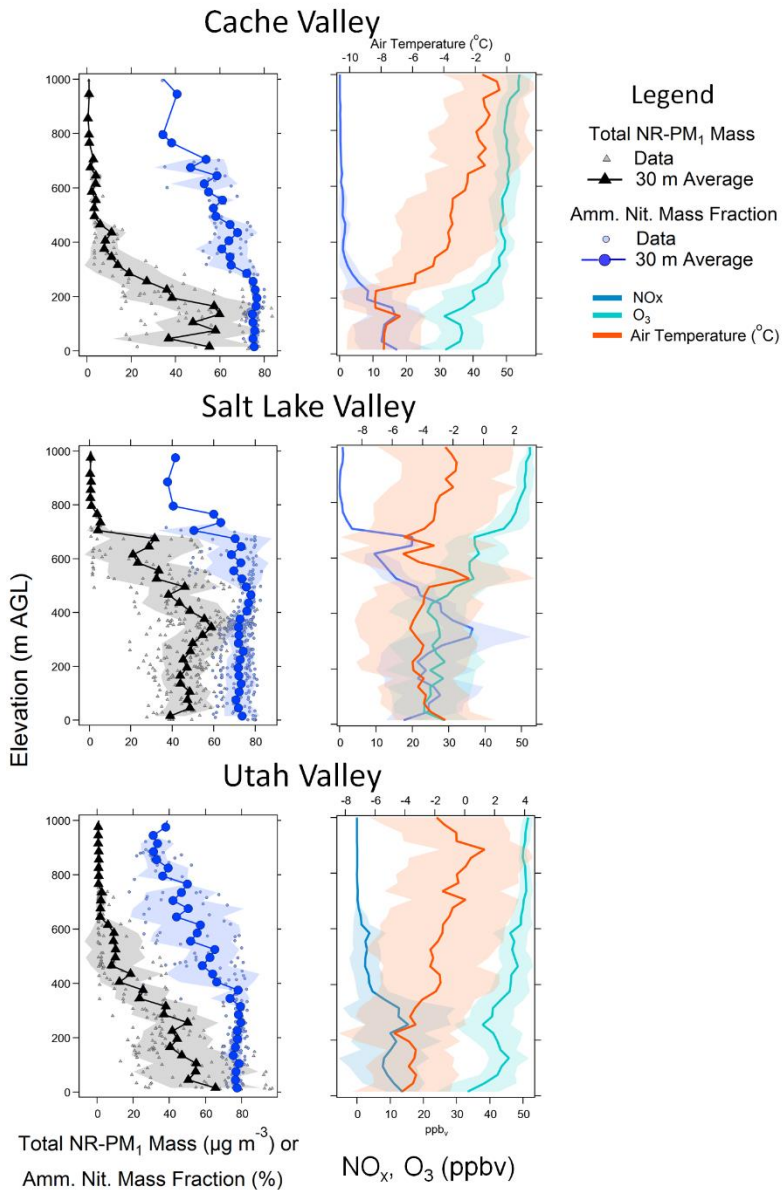 Cache Valley
Air Temperature (°C)
-10 -8 -6 -4 -2 0
1000
800
600
400
200
0
0 20 40 60 80
0 10 20 30 40 50
Legend
Total NR-PM₁ Mass
Data
30 m Average
Amm. Nit. Mass Fraction
Data
30 m Average
NOx
O₃
Air Temperature (°C)
Salt Lake Valley
-8 -6 -4 -2 0 2
1000
800
600
400
200
0
0 20 40 60 80
0 10 20 30 40 50
Elevation (m AGL)
Utah Valley
-8 -6 -4 -2 0 2 4
1000
800
600
400
200
0
0 20 40 60 80
0 10 20 30 40 50
ppbᵥ
Total NR-PM₁ Mass (µg m⁻³) or
Amm. Nit. Mass Fraction (%)
NOₓ, O₃ (ppbv)